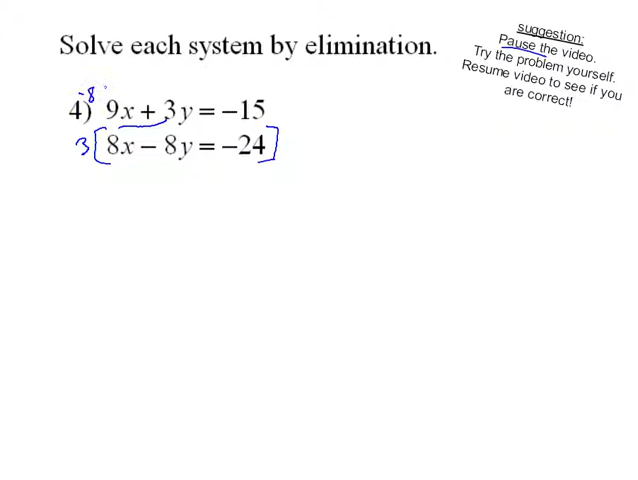 Solve each system by elimination.
suggestion:
Pause the video.
Try the problem yourself.
Resume video to see if you
are correct!
-8
4) 9x + 3y = -15
3 [8x - 8y = -24]